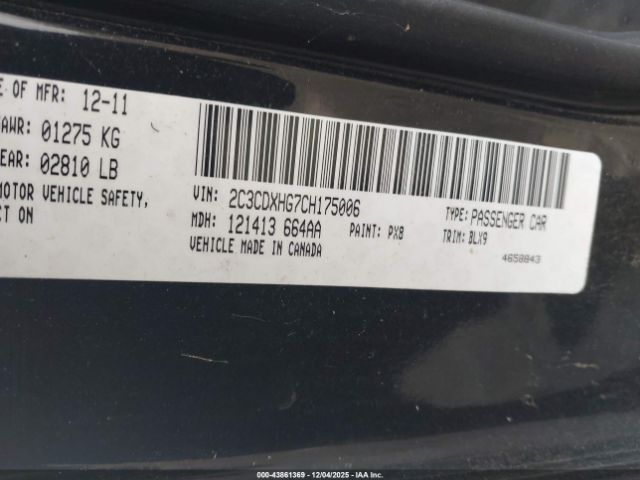 E OF MFR: 12-11
AWR: 01275 KG
EAR: 02810 LB
MOTOR VEHICLE SAFETY,
CT ON
VIN: 2C3CDXHG7CH175006
MDH: 121413 664AA
PAINT: PX8
VEHICLE MADE IN CANADA
TYPE: PASSENGER CAR
TRIM: BLX9
4658843
000-43861369 | 12/04/2025 | IAA Inc.